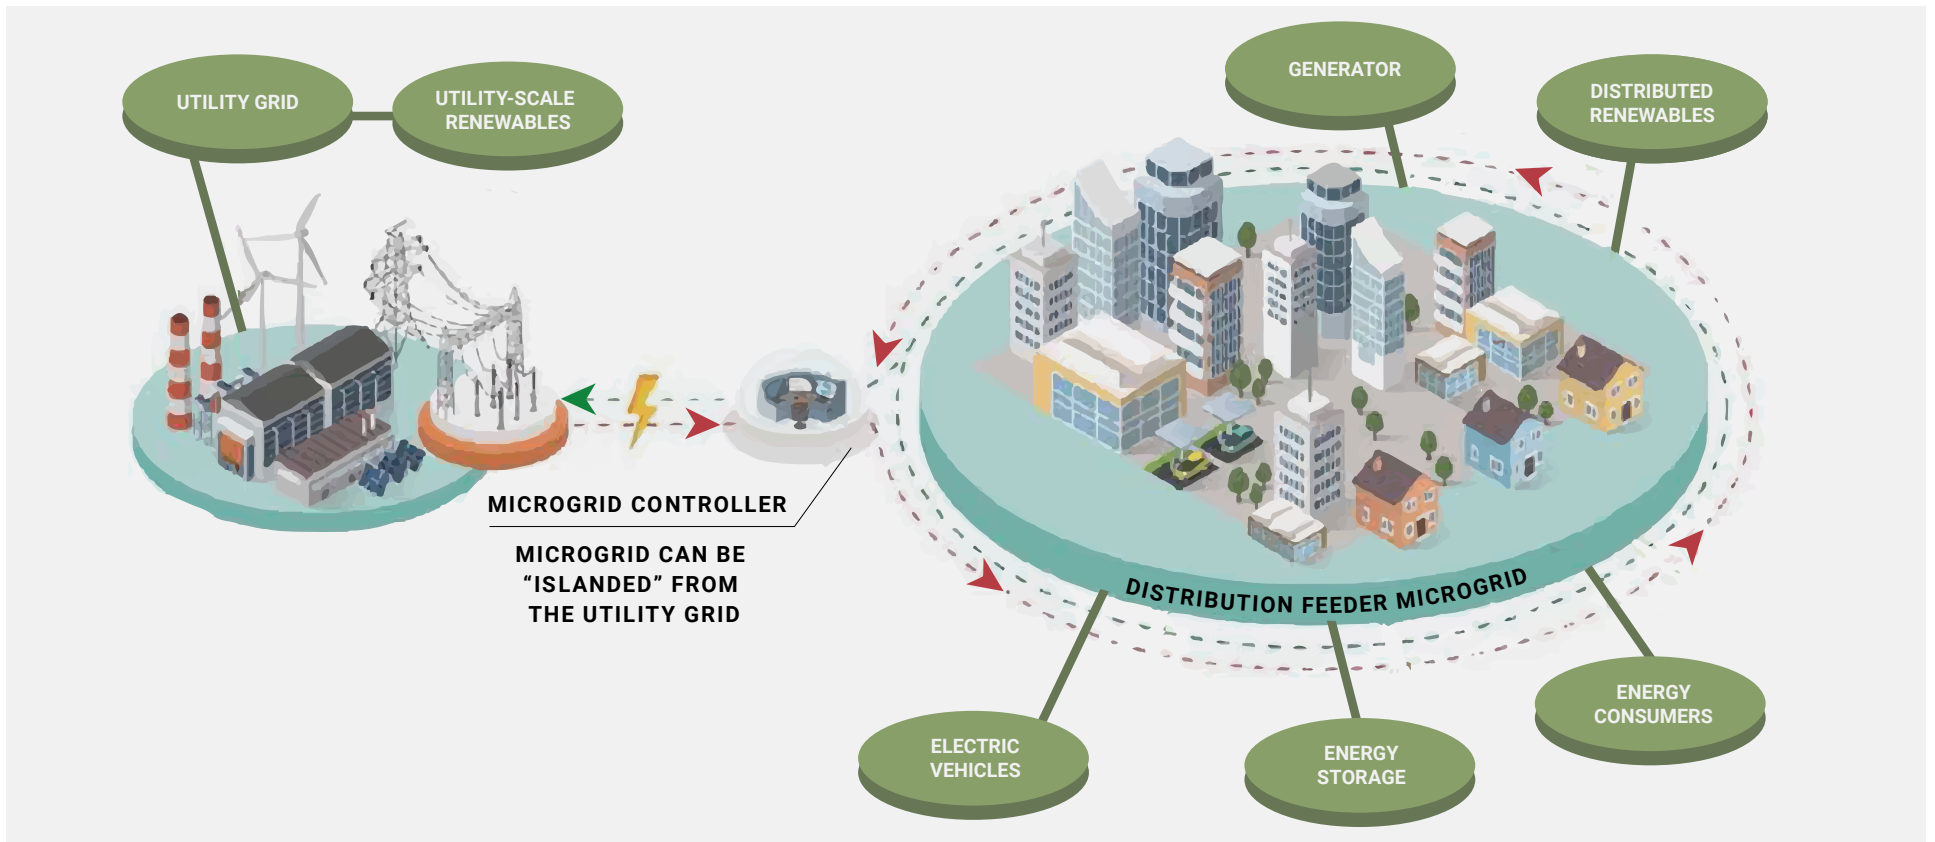 UTILITY GRID
UTILITY-SCALE
RENEWABLES
GENERATOR
DISTRIBUTED
RENEWABLES
MICROGRID CONTROLLER
MICROGRID CAN BE
“ISLANDED” FROM
THE UTILITY GRID
DISTRIBUTION FEEDER MICROGRID
ELECTRIC
VEHICLES
ENERGY
STORAGE
ENERGY
CONSUMERS